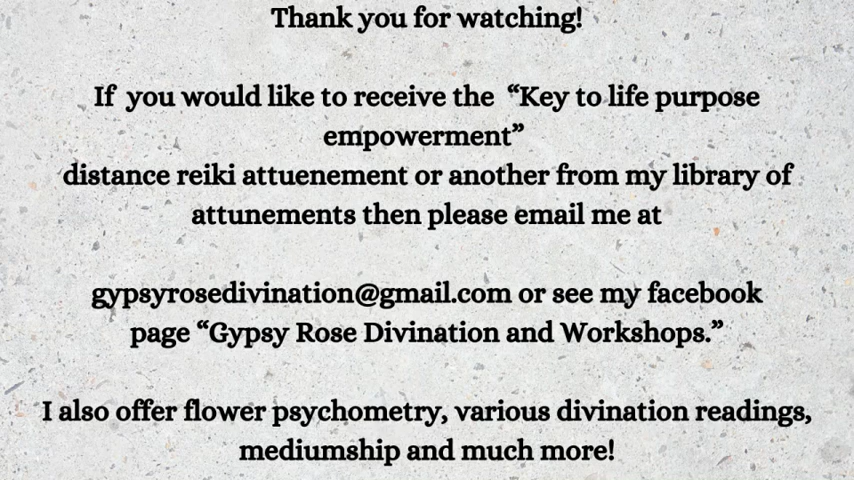 Thank you for watching!
If you would like to receive the “Key to life purpose
empowerment”
distance reiki attuenement or another from my library of
attunements then please email me at
gypsyrosedivination@gmail.com or see my facebook
page “Gypsy Rose Divination and Workshops.”
I also offer flower psychometry, various divination readings,
mediumship and much more!